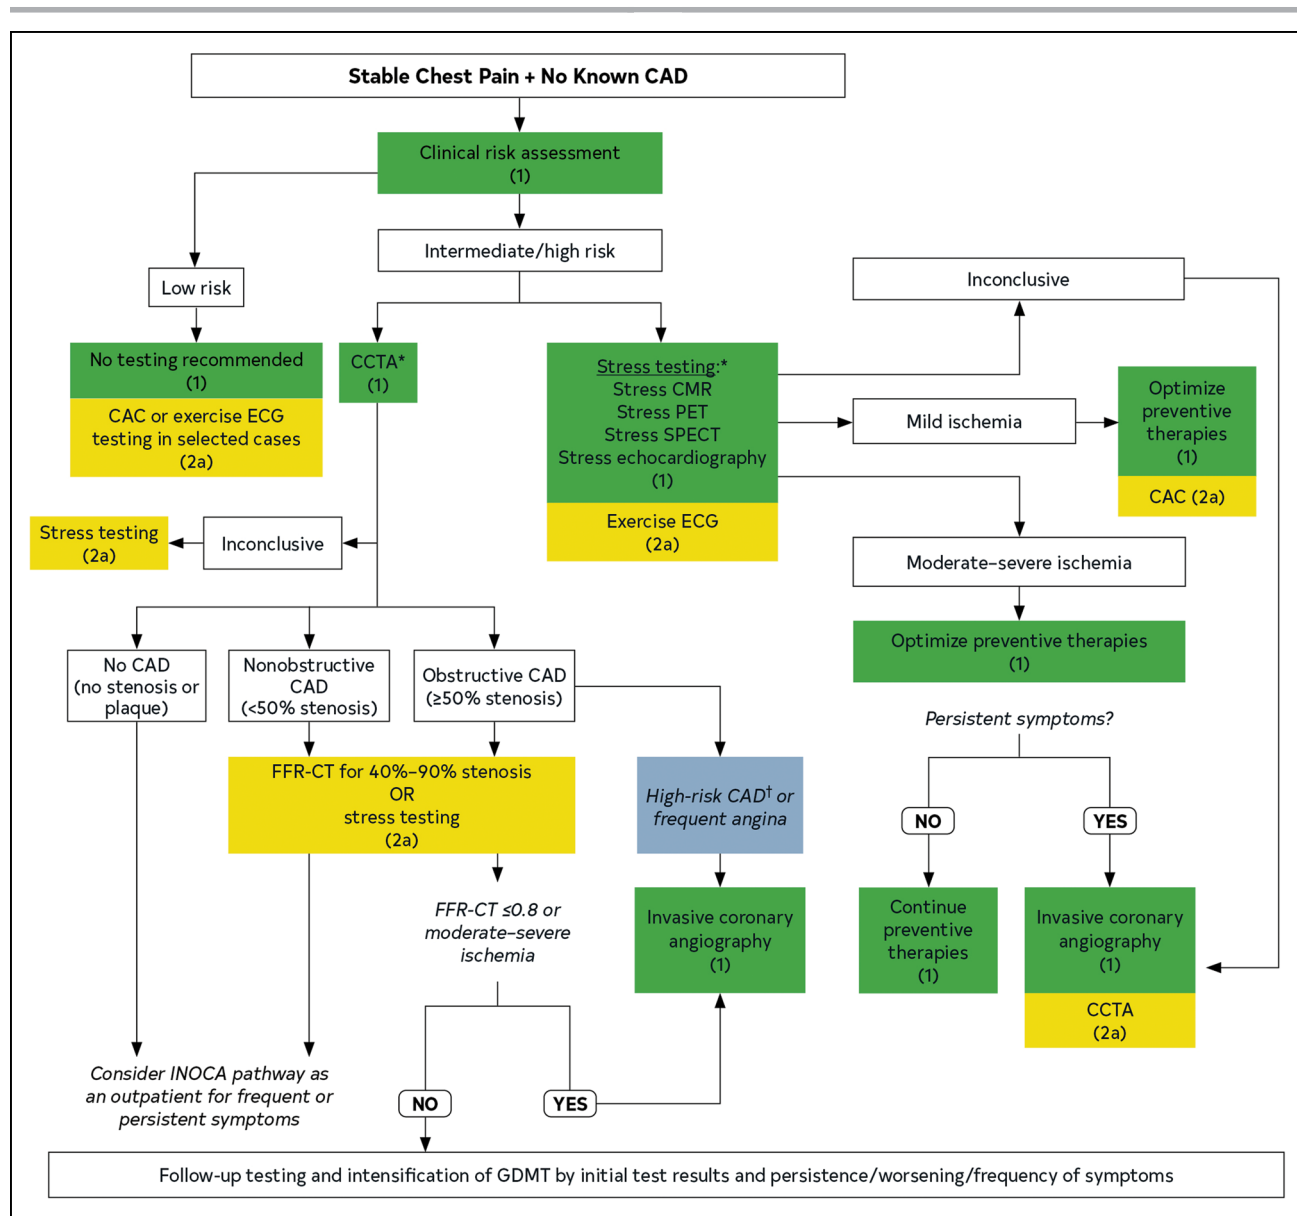 Stable Chest Pain + No Known CAD
Clinical risk assessment
(1)
Intermediate/high risk
Low risk
No testing recommended
(1)
CAC or exercise ECG
testing in selected cases
(2a)
CCTA*
(1)
Stress testing:*
Stress CMR
Stress PET
Stress SPECT
Stress echocardiography
(1)
Exercise ECG
(2a)
Inconclusive
Mild ischemia
Optimize
preventive
therapies
(1)
CAC (2a)
Moderate–severe ischemia
Optimize preventive therapies
(1)
Persistent symptoms?
NO
YES
Continue
preventive
therapies
(1)
Invasive coronary
angiography
(1)
CCTA
(2a)
Stress testing
(2a)
Inconclusive
No CAD
(no stenosis or
plaque)
Nonobstructive
CAD
(<50% stenosis)
Obstructive CAD
(≥50% stenosis)
FFR-CT for 40%–90% stenosis
OR
stress testing
(2a)
High-risk CAD† or
frequent angina
Invasive coronary
angiography
(1)
FFR-CT ≤0.8 or
moderate–severe
ischemia
NO
YES
Consider INOCA pathway as
an outpatient for frequent or
persistent symptoms
Follow-up testing and intensification of GDMT by initial test results and persistence/worsening/frequency of symptoms